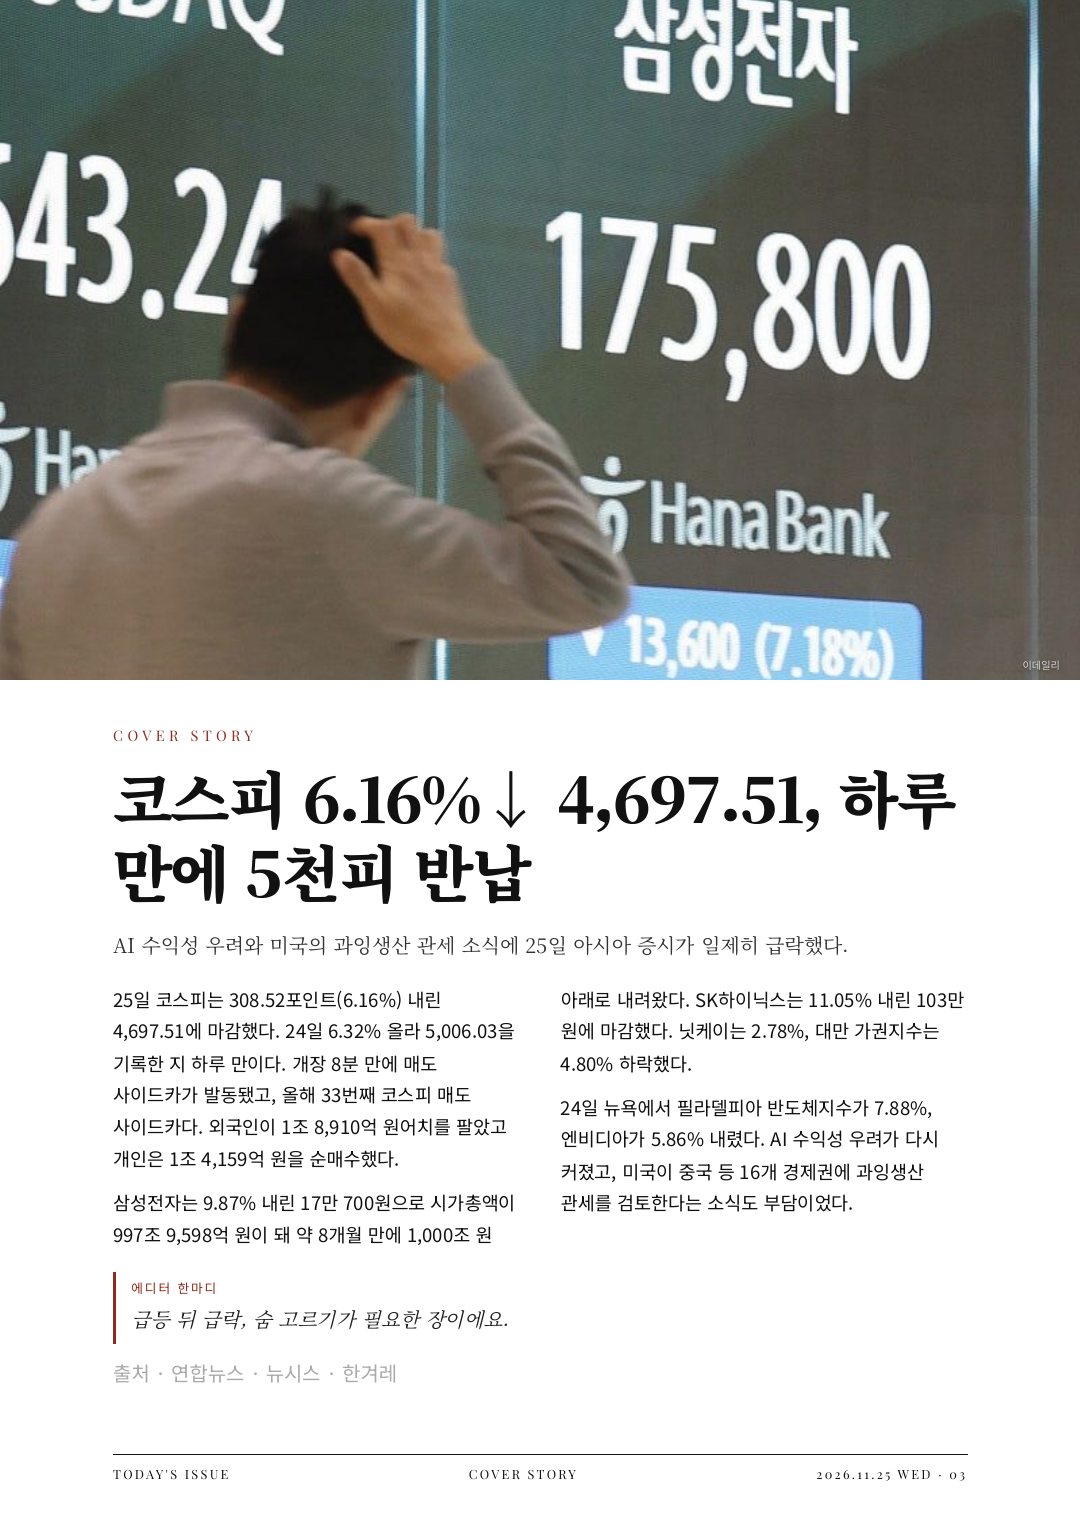 삼성전자
175,800
Hana Bank
▼ 13,600 (7.18%)
이데일리
COVER STORY
코스피 6.16%↓ 4,697.51, 하루
만에 5천피 반납
AI 수익성 우려와 미국의 과잉생산 관세 소식에 25일 아시아 증시가 일제히 급락했다.
25일 코스피는 308.52포인트(6.16%) 내린
4,697.51에 마감했다. 24일 6.32% 올라 5,006.03을
기록한 지 하루 만이다. 개장 8분 만에 매도
사이드카가 발동됐고, 올해 33번째 코스피 매도
사이드카다. 외국인이 1조 8,910억 원어치를 팔았고
개인은 1조 4,159억 원을 순매수했다.
삼성전자는 9.87% 내린 17만 700원으로 시가총액이
997조 9,598억 원이 돼 약 8개월 만에 1,000조 원
아래로 내려왔다. SK하이닉스는 11.05% 내린 103만
원에 마감했다. 닛케이는 2.78%, 대만 가권지수는
4.80% 하락했다.
24일 뉴욕에서 필라델피아 반도체지수가 7.88%,
엔비디아가 5.86% 내렸다. AI 수익성 우려가 다시
커졌고, 미국이 중국 등 16개 경제권에 과잉생산
관세를 검토한다는 소식도 부담이었다.
에디터 한마디
급등 뒤 급락, 숨 고르기가 필요한 장이에요.
출처 · 연합뉴스 · 뉴시스 · 한겨레
TODAY'S ISSUE
COVER STORY
2026.11.25 WED · 03